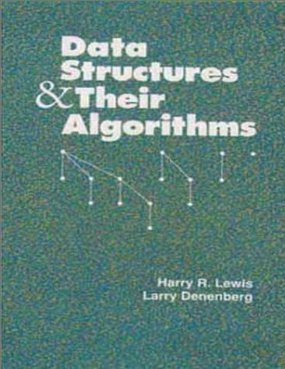 Data
Structures
& Their
Algorithms
Harry R. Lewis
Larry Denenberg